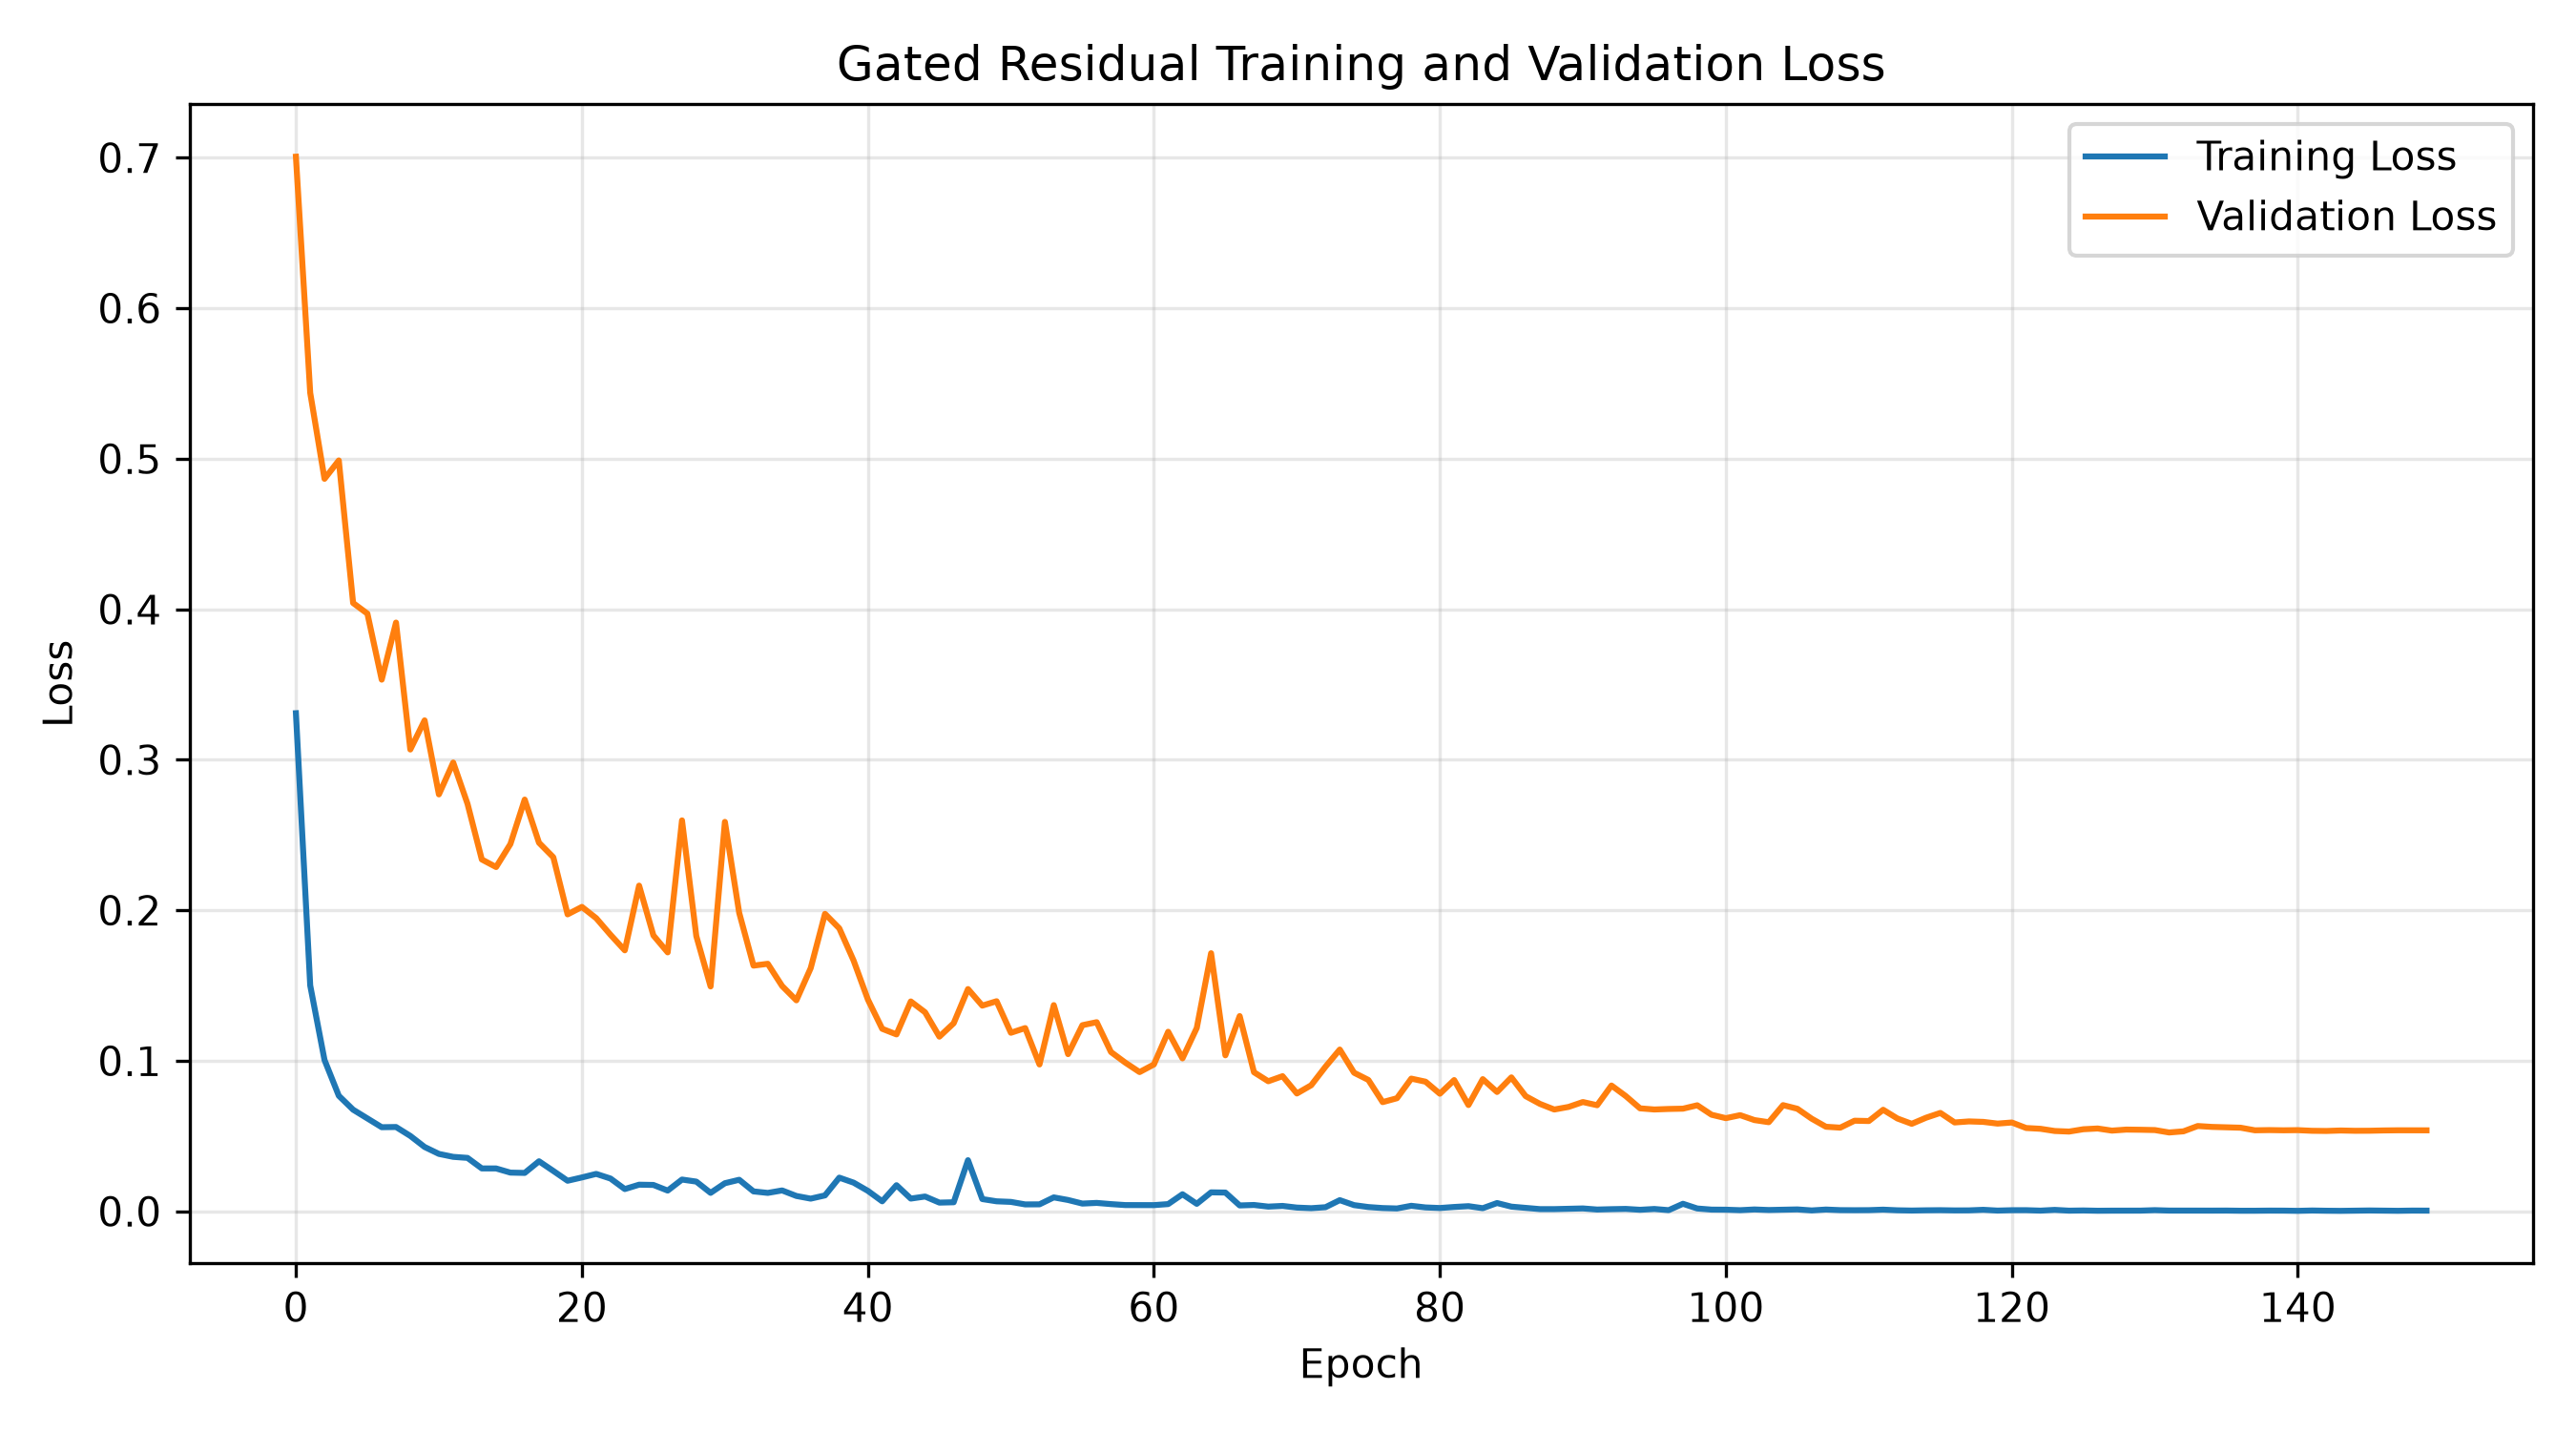 Gated Residual Training and Validation Loss
Training Loss
Validation Loss
0.7
0.6
0.5
0.4
0.3
0.2
0.1
0.0
Loss
0 20 40 60 80 100 120 140
Epoch